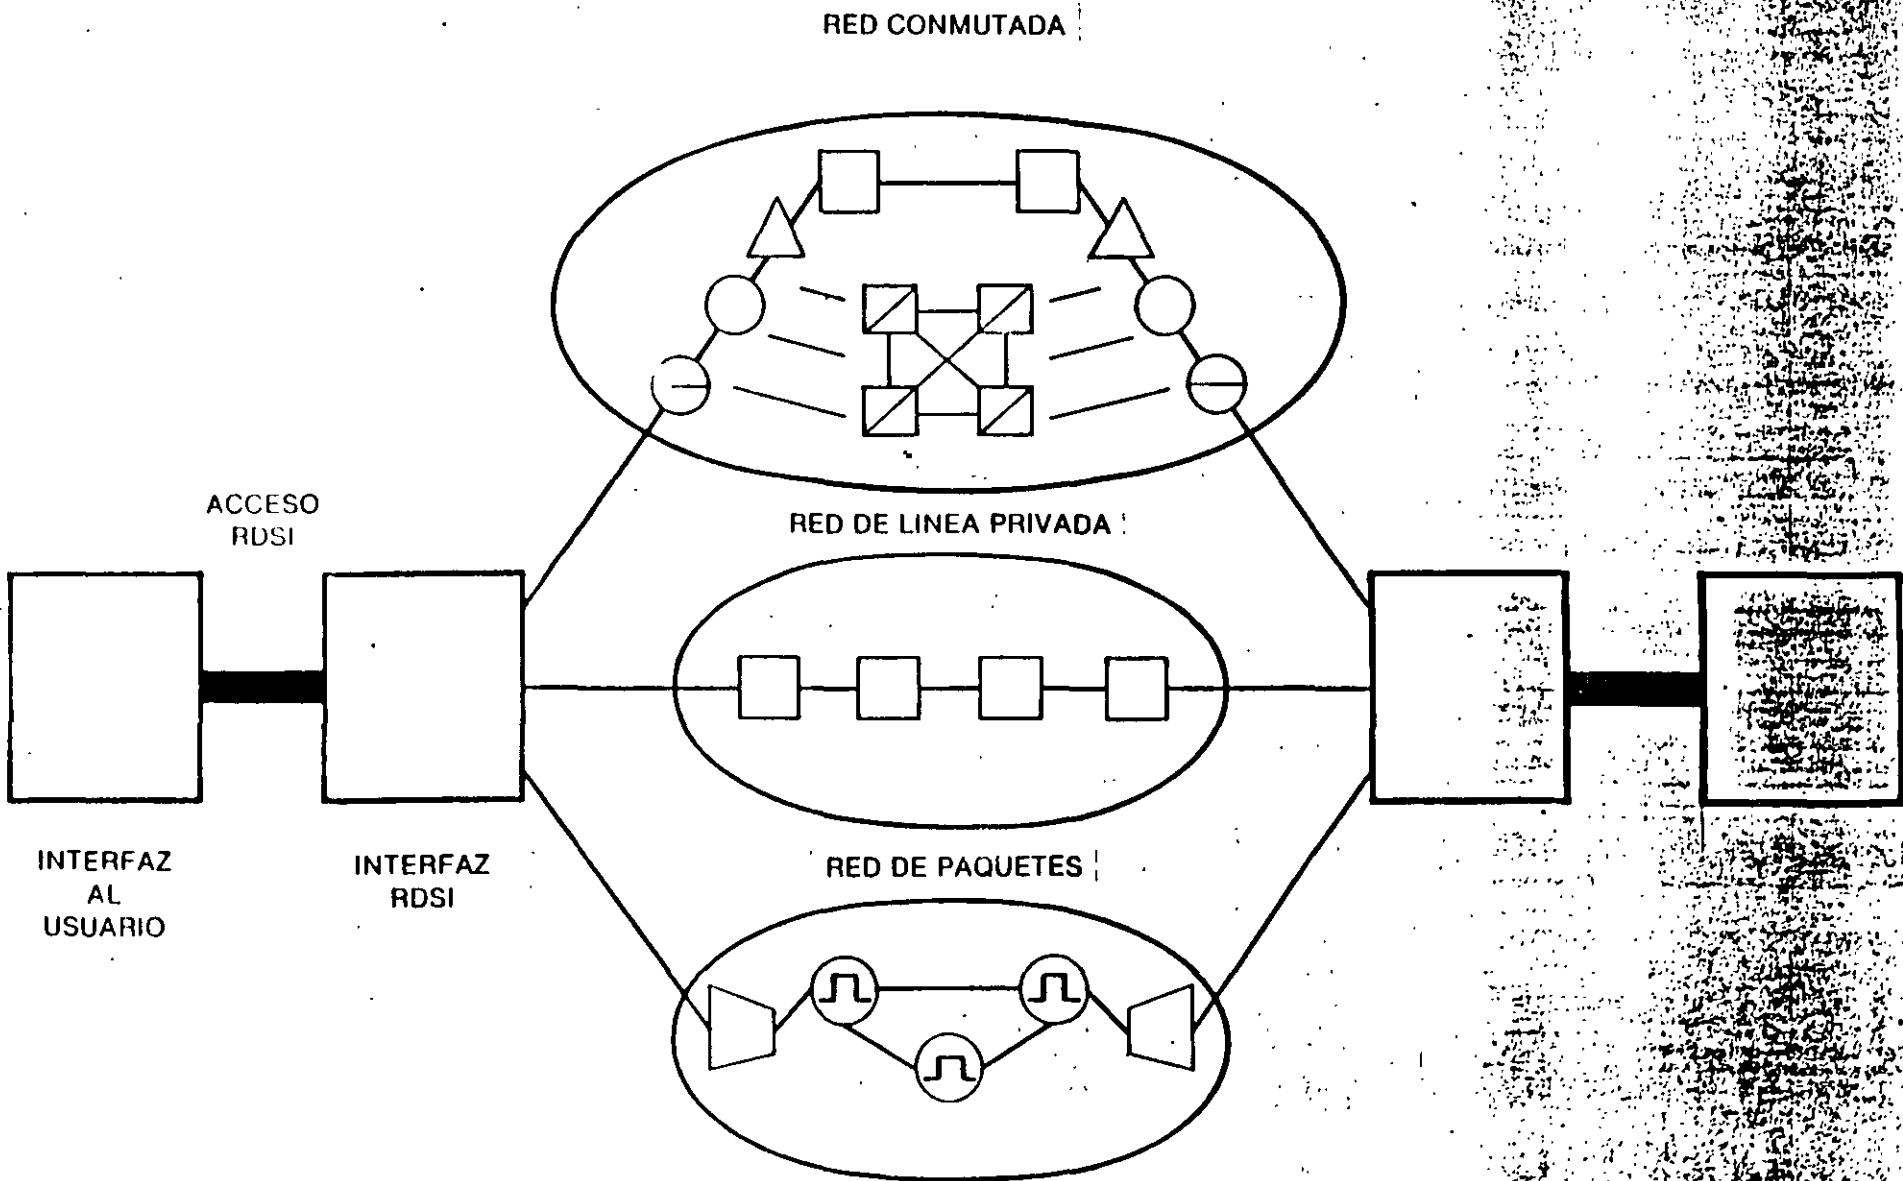 RED CONMUTADA
ACCESO
RDSI
RED DE LINEA PRIVADA
INTERFAZ
AL
USUARIO
INTERFAZ
RDSI
RED DE PAQUETES